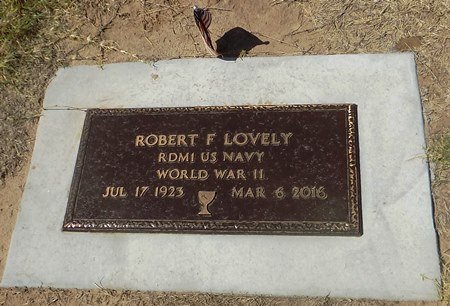 ROBERT F LOVELY
RDM1 US NAVY
WORLD WAR II
JUL 17 1923 MAR 6 2016